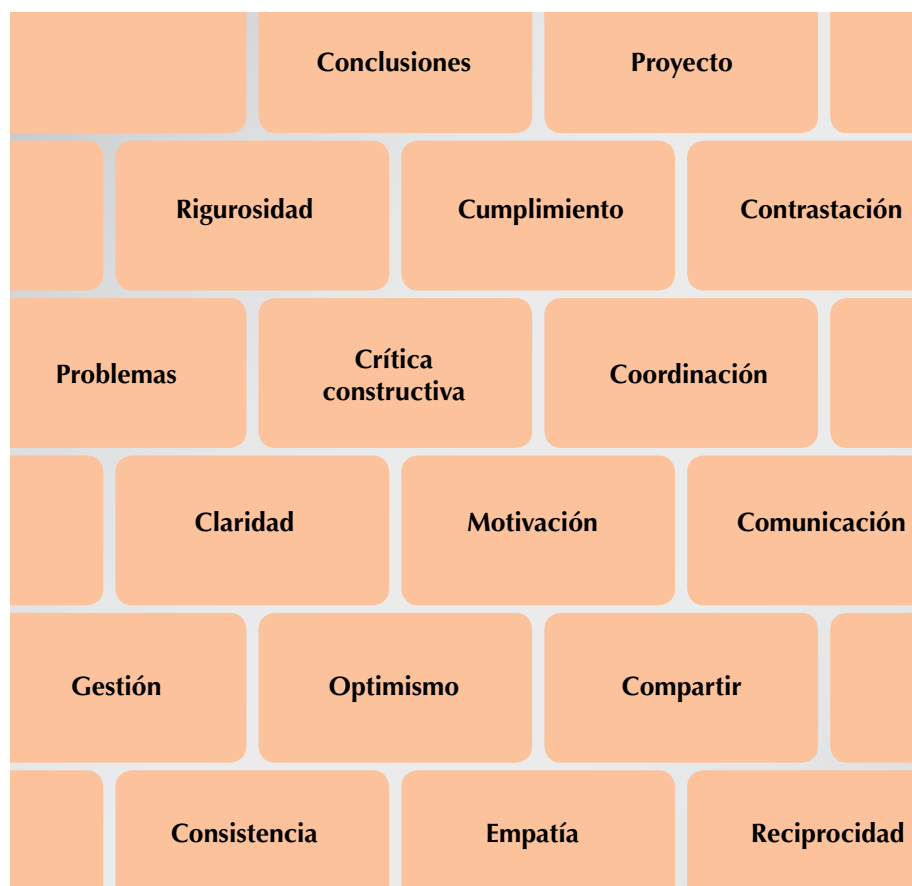 Conclusiones
Proyecto
Rigurosidad
Cumplimiento
Contrastación
Problemas
Crítica
constructiva
Coordinación
Claridad
Motivación
Comunicación
Gestión
Optimismo
Compartir
Consistencia
Empatía
Reciprocidad